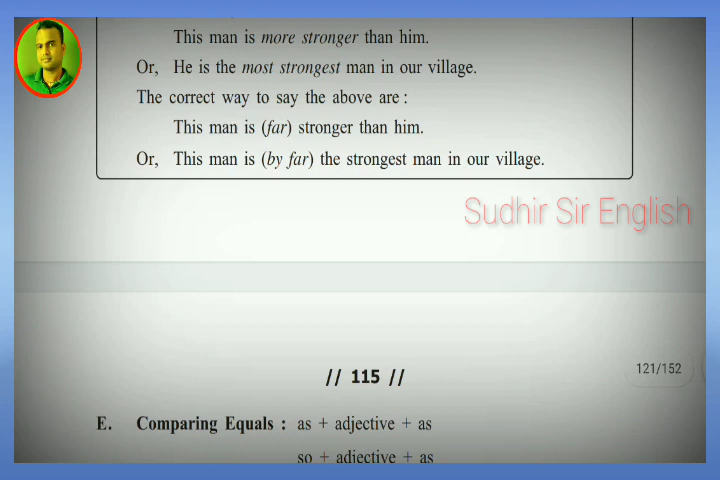 This man is more stronger than him.
Or, He is the most strongest man in our village.
The correct way to say the above are :
This man is (far) stronger than him.
Or, This man is (by far) the strongest man in our village.
Sudhir Sir English
// 115 //
121/152
E. Comparing Equals : as + adjective + as
so + adjective + as